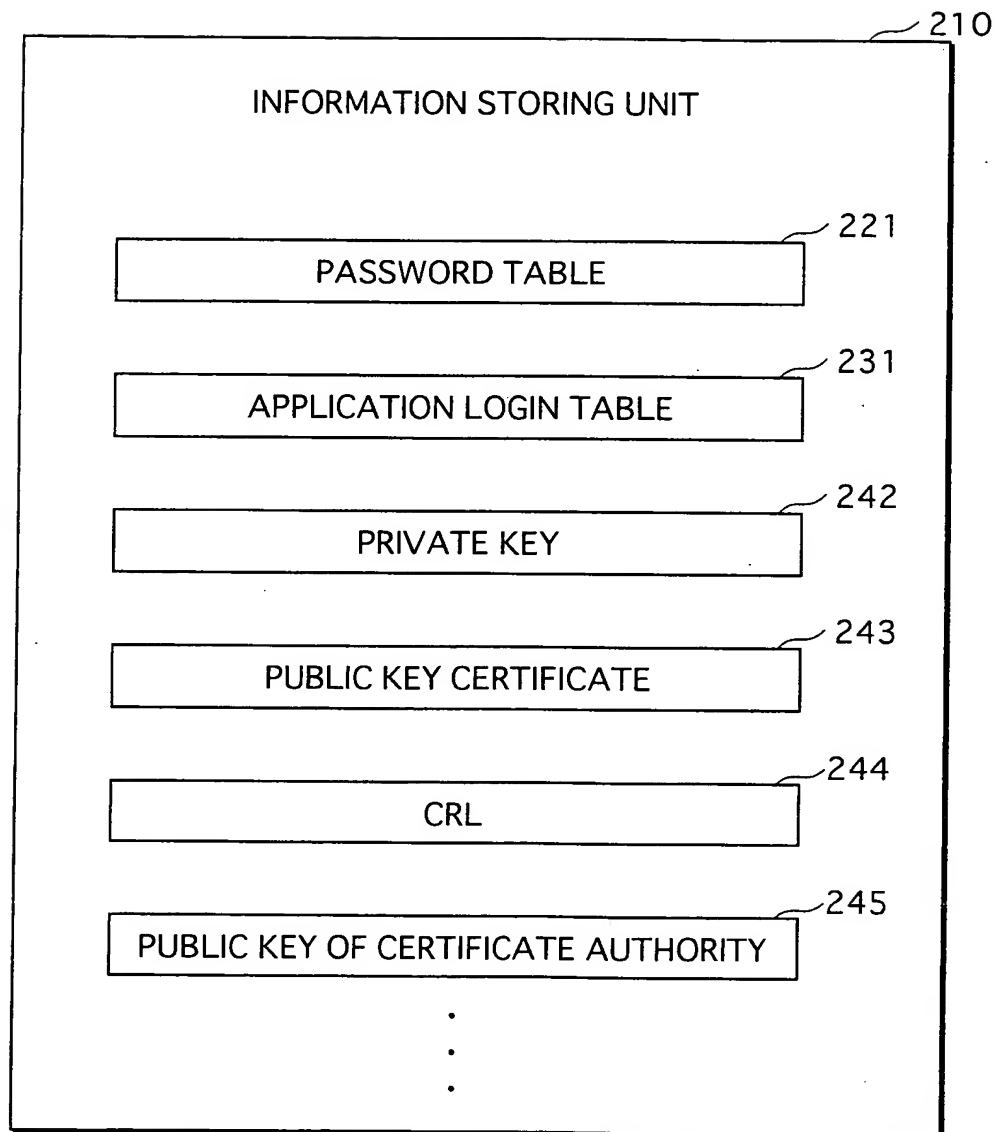 210
INFORMATION STORING UNIT
221
PASSWORD TABLE
231
APPLICATION LOGIN TABLE
242
PRIVATE KEY
243
PUBLIC KEY CERTIFICATE
244
CRL
245
PUBLIC KEY OF CERTIFICATE AUTHORITY